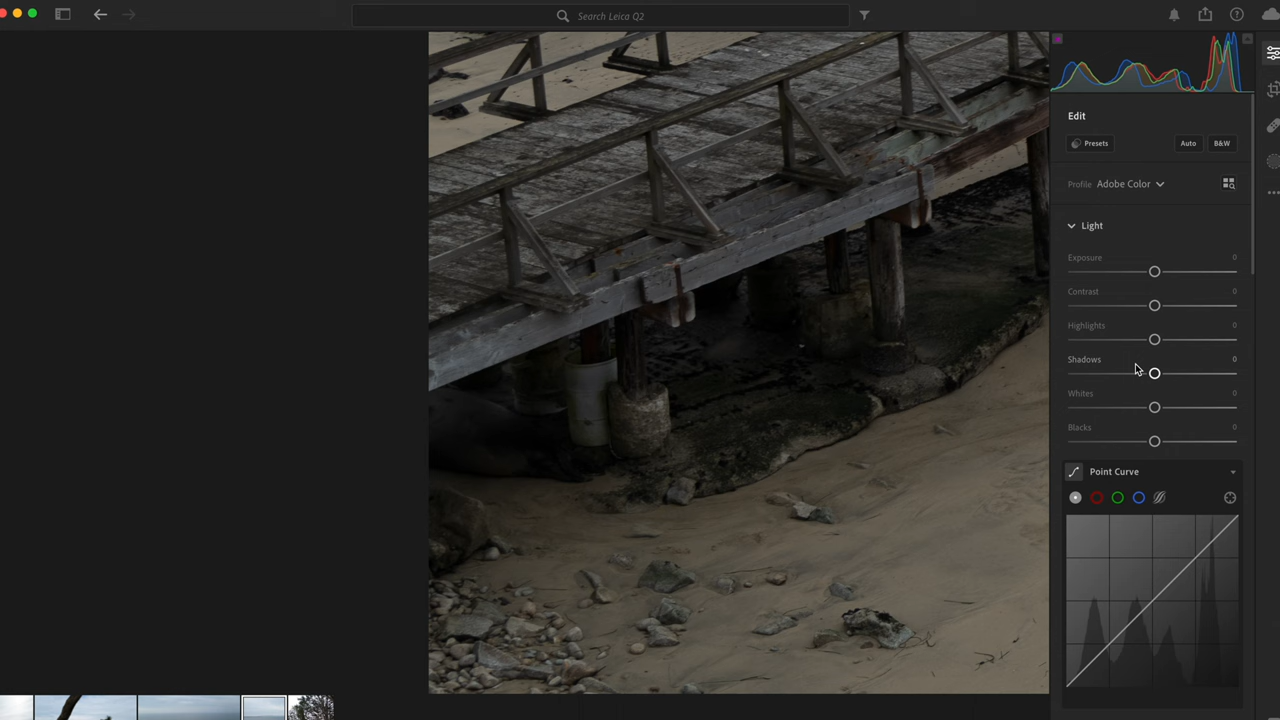 Search Leica Q2
Edit
Presets Auto B&W
Profile Adobe Color
Light
Exposure 0
Contrast 0
Highlights 0
Shadows 0
Whites 0
Blacks 0
Point Curve